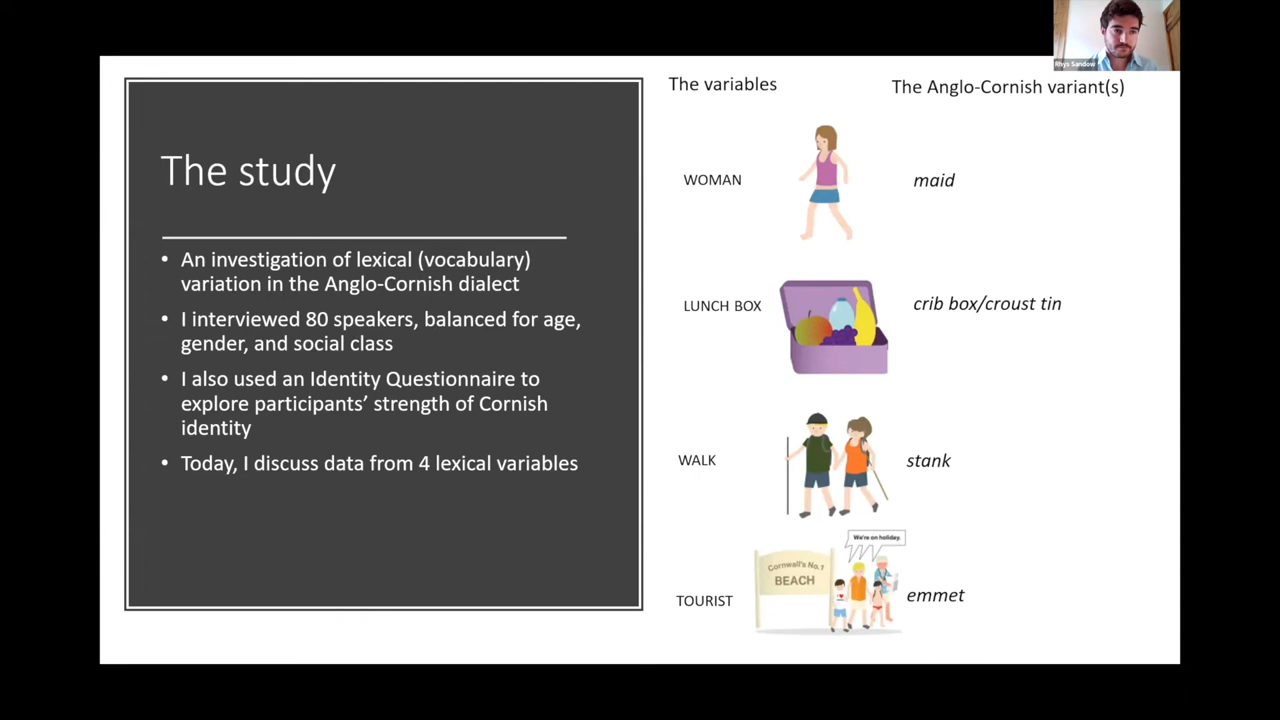 Rhys Sandow
The study
• An investigation of lexical (vocabulary)
variation in the Anglo-Cornish dialect
• I interviewed 80 speakers, balanced for age,
gender, and social class
• I also used an Identity Questionnaire to
explore participants’ strength of Cornish
identity
• Today, I discuss data from 4 lexical variables
The variables
The Anglo-Cornish variant(s)
WOMAN
maid
LUNCH BOX
crib box/croust tin
WALK
stank
We're on holiday.
Cornwall's No.1
BEACH
TOURIST
emmet